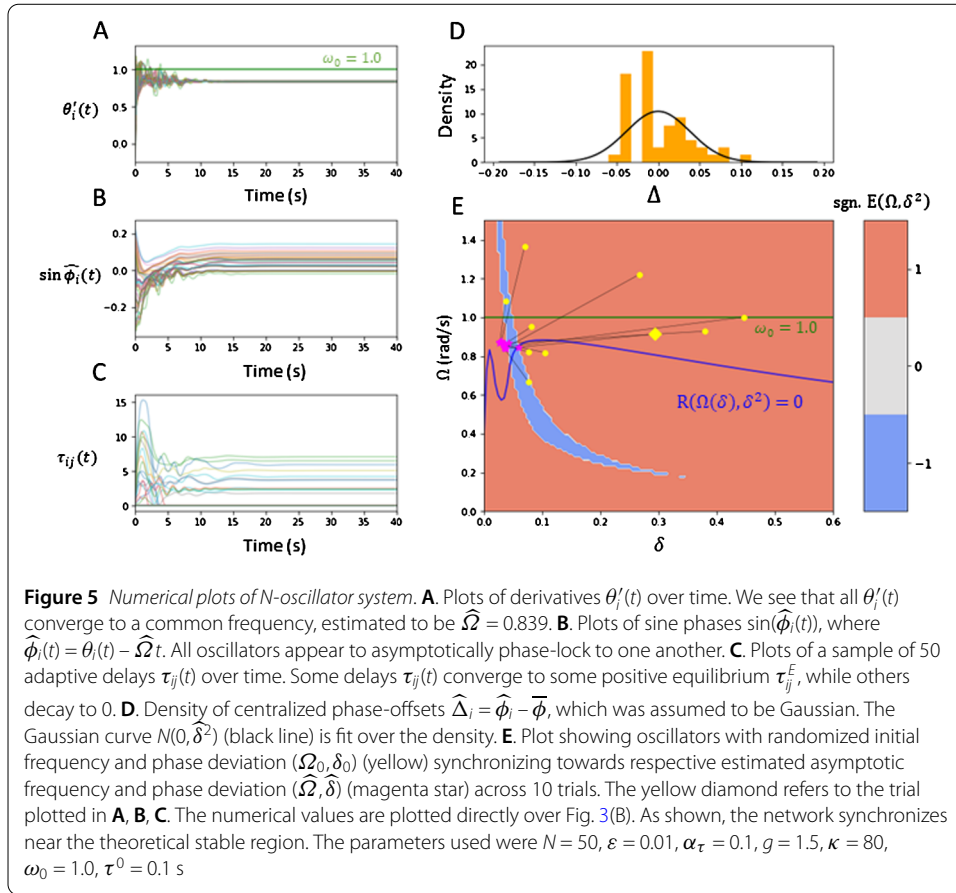 A
ω₀ = 1.0
θ′ᵢ(t)
1.0
0.5
0.0
0 5 10 15 20 25 30 35 40
Time (s)
B
sin ϕ̂ᵢ(t)
0.2
0.0
−0.2
0 5 10 15 20 25 30 35 40
Time (s)
C
τᵢⱼ(t)
15
10
5
0
0 5 10 15 20 25 30 35 40
Time (s)
D
Density
20
15
10
5
0
−0.20 −0.15 −0.10 −0.05 0.00 0.05 0.10 0.15 0.20
Δ
E
sgn. E(Ω, δ²)
Ω (rad/s)
1.4
1.2
1.0
0.8
0.6
0.4
0.2
0.0
ω₀ = 1.0
R(Ω(δ), δ²) = 0
0.0 0.1 0.2 0.3 0.4 0.5 0.6
δ
1
0
−1
Figure 5 Numerical plots of N-oscillator system. A. Plots of derivatives θ′ᵢ(t) over time. We see that all θ′ᵢ(t)
converge to a common frequency, estimated to be Ω̂ = 0.839. B. Plots of sine phases sin(ϕ̂ᵢ(t)), where
ϕ̂ᵢ(t) = θᵢ(t) − Ω̂t. All oscillators appear to asymptotically phase-lock to one another. C. Plots of a sample of 50
adaptive delays τᵢⱼ(t) over time. Some delays τᵢⱼ(t) converge to some positive equilibrium τᵢⱼᴱ, while others
decay to 0. D. Density of centralized phase-offsets Δ̂ᵢ = ϕ̂ᵢ − ϕ̄, which was assumed to be Gaussian. The
Gaussian curve N(0, δ̂²) (black line) is fit over the density. E. Plot showing oscillators with randomized initial
frequency and phase deviation (Ω₀, δ₀) (yellow) synchronizing towards respective estimated asymptotic
frequency and phase deviation (Ω̂, δ̂) (magenta star) across 10 trials. The yellow diamond refers to the trial
plotted in A, B, C. The numerical values are plotted directly over Fig. 3(B). As shown, the network synchronizes
near the theoretical stable region. The parameters used were N = 50, ε = 0.01, α_τ = 0.1, g = 1.5, κ = 80,
ω₀ = 1.0, τ⁰ = 0.1 s